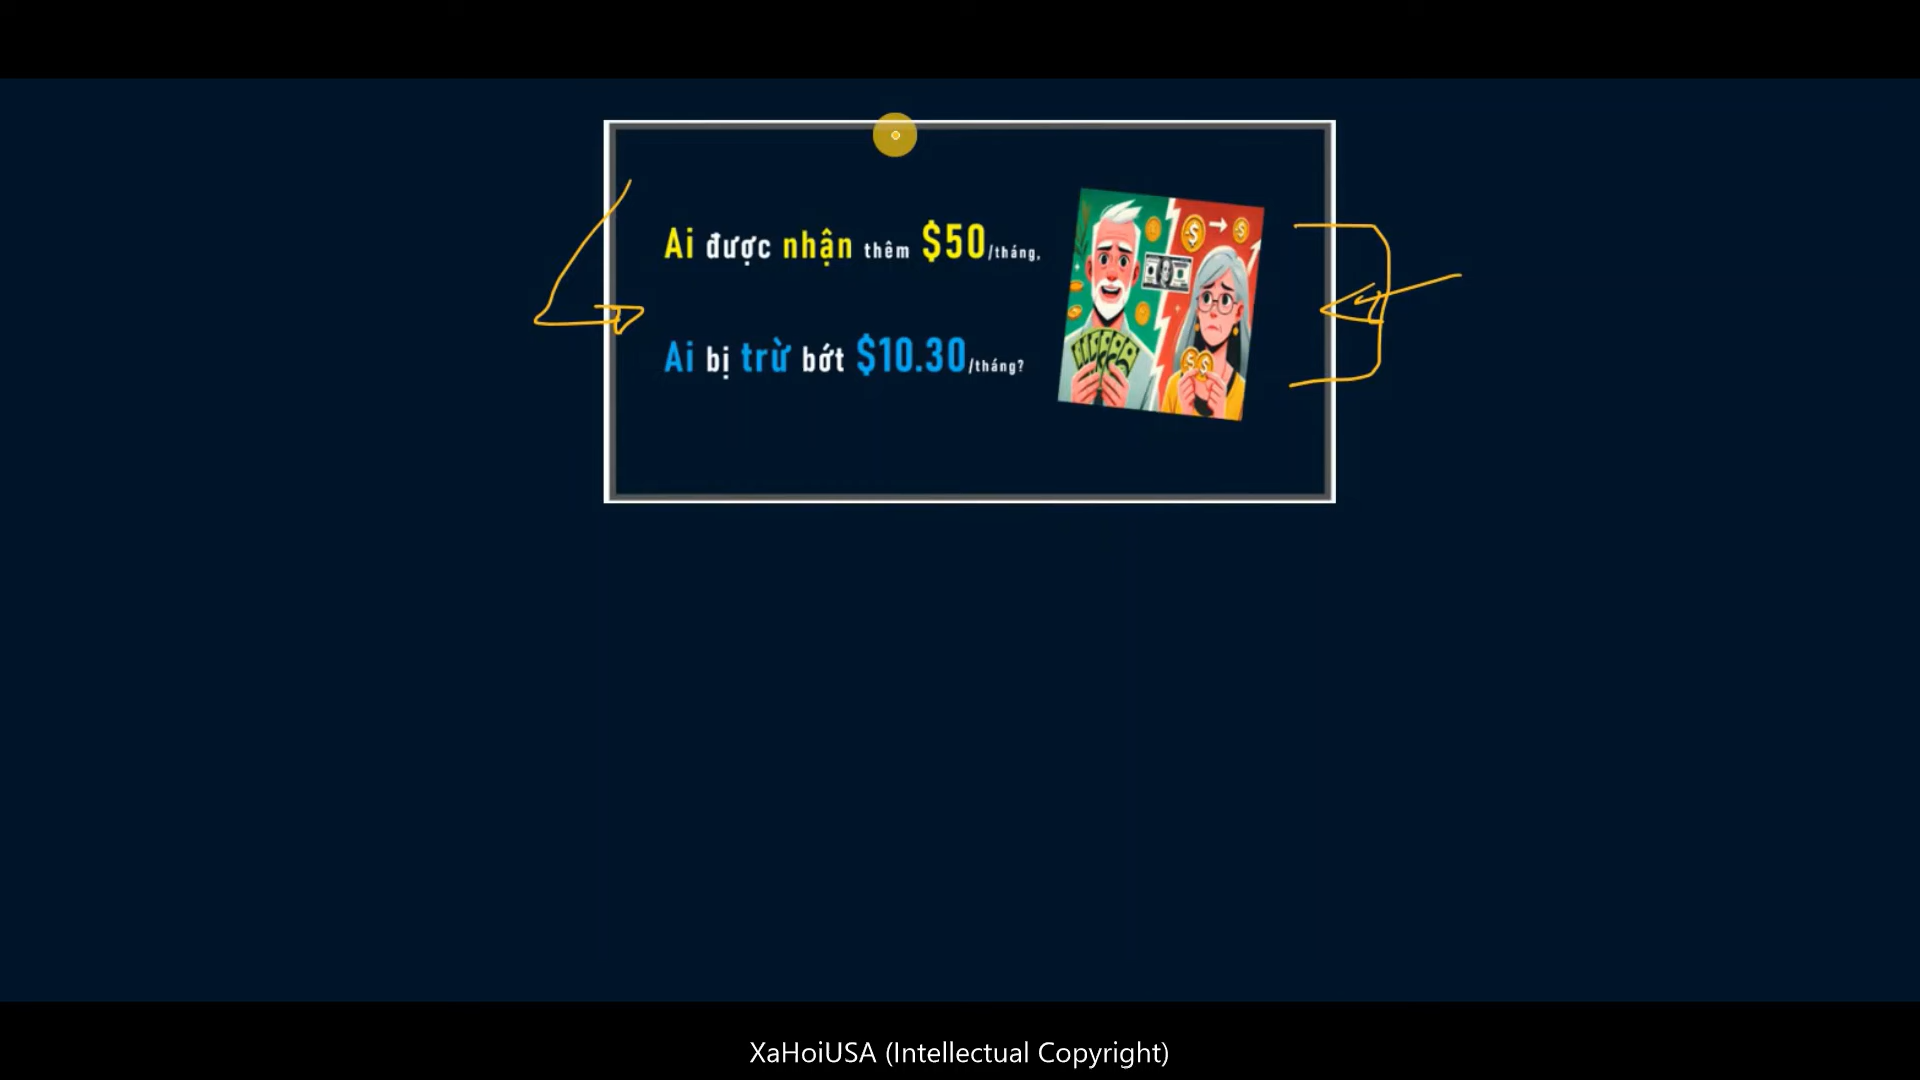 Ai được nhận thêm $50/tháng,
Ai bị trừ bớt $10.30/tháng?
XaHoiUSA (Intellectual Copyright)